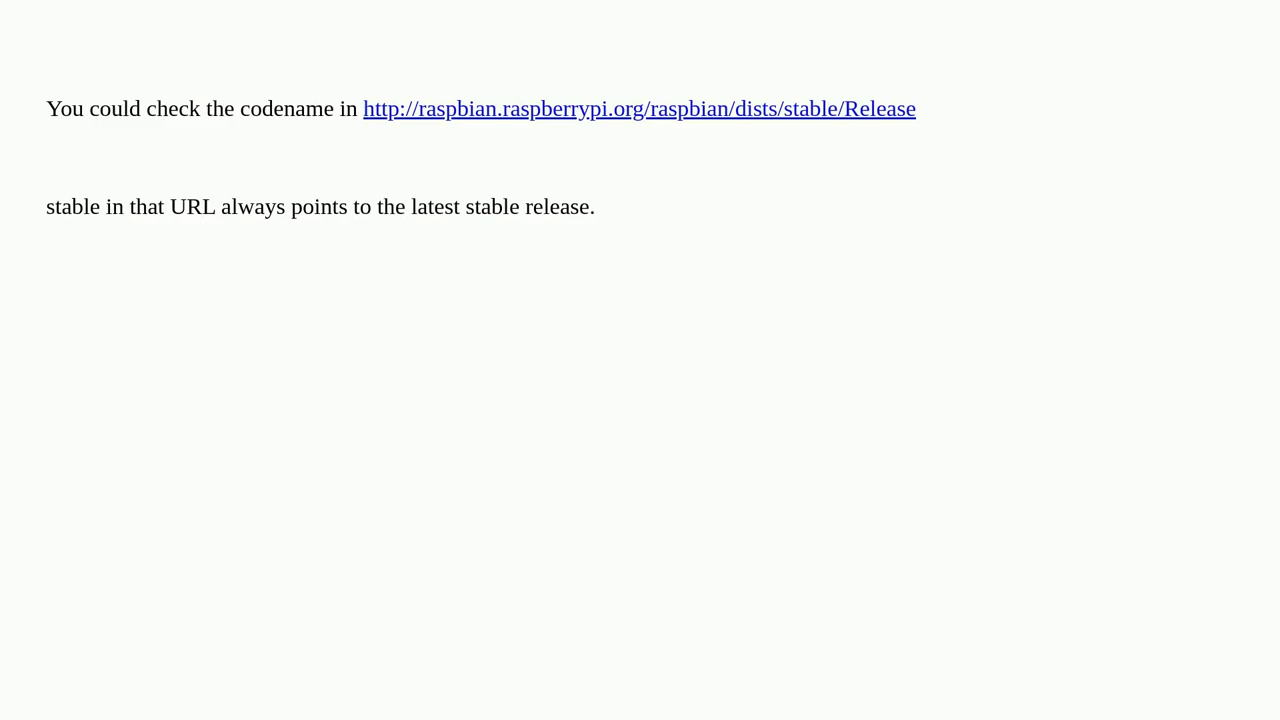 You could check the codename in http://raspbian.raspberrypi.org/raspbian/dists/stable/Release
stable in that URL always points to the latest stable release.